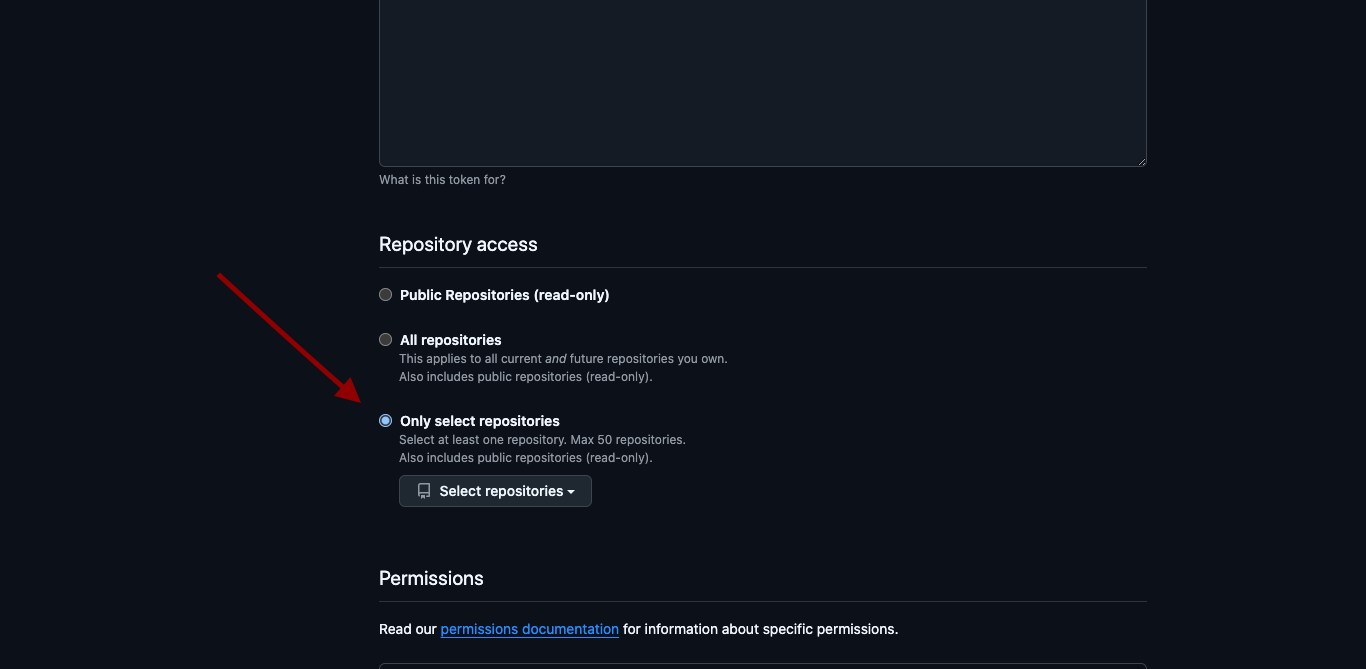 What is this token for?
Repository access
Public Repositories (read-only)
All repositories
This applies to all current and future repositories you own.
Also includes public repositories (read-only).
Only select repositories
Select at least one repository. Max 50 repositories.
Also includes public repositories (read-only).
Select repositories
Permissions
Read our permissions documentation for information about specific permissions.